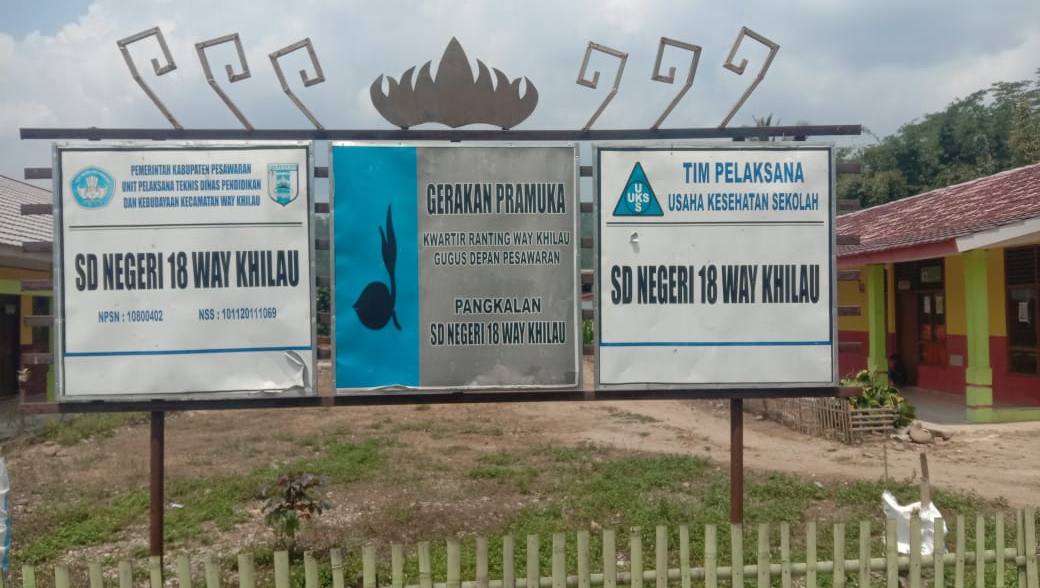 PEMERINTAH KABUPATEN PESAWARAN
UNIT PELAKSANA TEKNIS DINAS PENDIDIKAN
DAN KEBUDAYAAN KECAMATAN WAY KHILAU
SD NEGERI 18 WAY KHILAU
NPSN : 10800402 NSS : 101120111069
GERAKAN PRAMUKA
KWARTIR RANTING WAY KHILAU
GUGUS DEPAN PESAWARAN
PANGKALAN
SD NEGERI 18 WAY KHILAU
U
UKS
S
TIM PELAKSANA
USAHA KESEHATAN SEKOLAH
SD NEGERI 18 WAY KHILAU